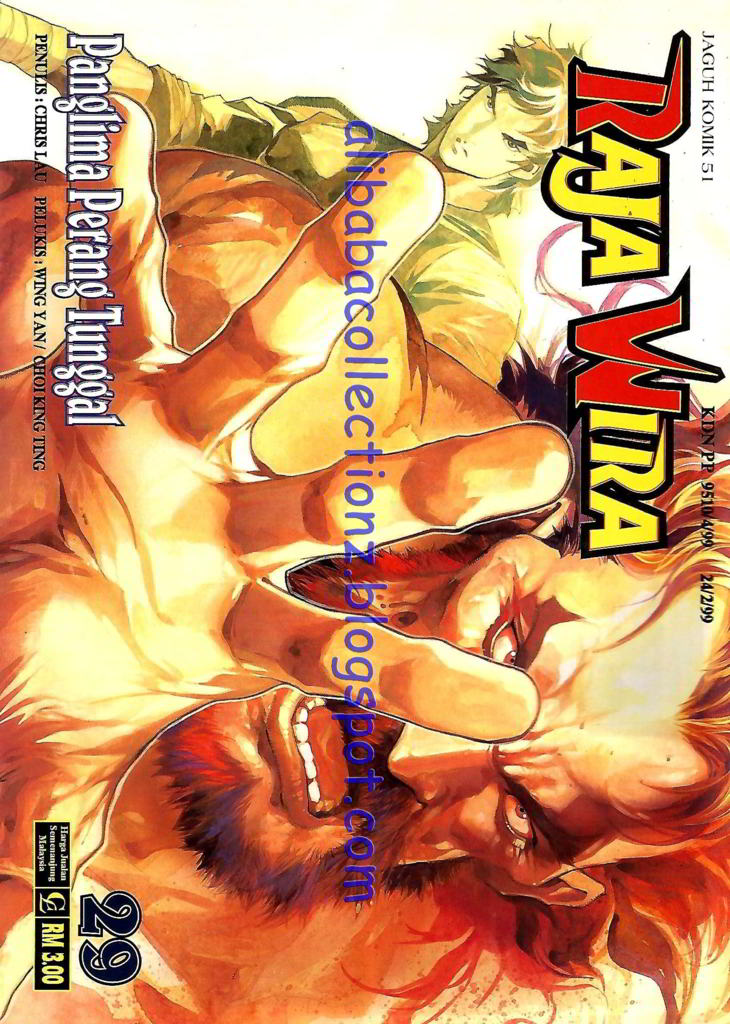 JAGUH KOMIK 51
RAJA WIRA
KDN PP 9510/4/99 24/2/99
alibabacollectionz.blogspot.com
Panglima Perang Tunggal
PENULIS : CHRIS LAU PELUKIS : WING YAN / CHOI KING TING
29
Harga Jualan
Semenanjung
Malaysia
RM 3.00